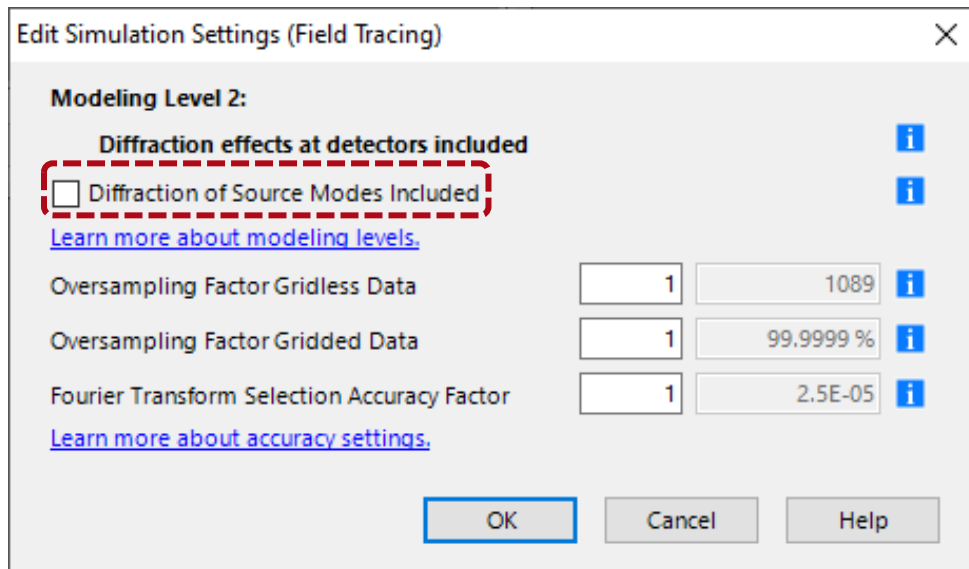 Edit Simulation Settings (Field Tracing)
Modeling Level 2:
Diffraction effects at detectors included
Diffraction of Source Modes Included
Learn more about modeling levels.
Oversampling Factor Gridless Data 1 1089
Oversampling Factor Gridded Data 1 99.9999 %
Fourier Transform Selection Accuracy Factor 1 2.5E-05
Learn more about accuracy settings.
OK Cancel Help